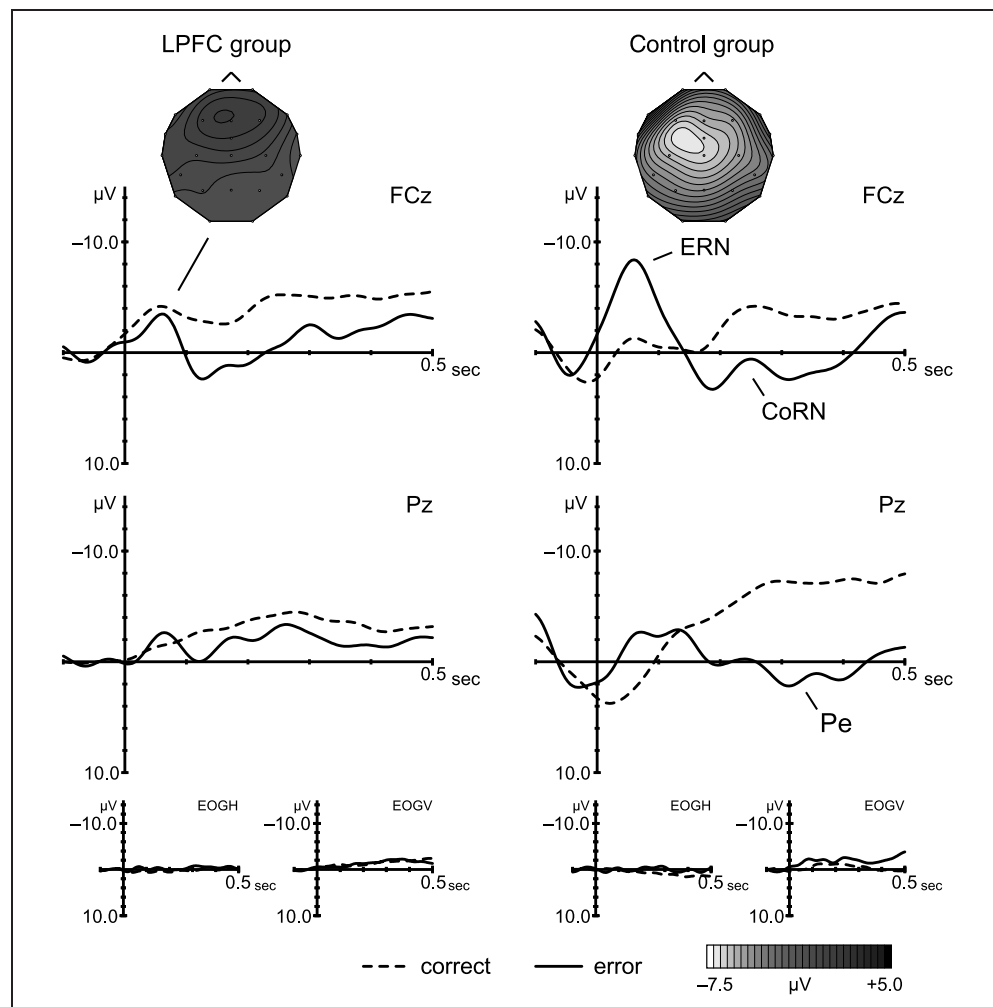 LPFC group
Control group
µV
FCz
−10.0
0.5 sec
10.0
µV
FCz
−10.0
ERN
CoRN
0.5 sec
10.0
µV
Pz
−10.0
0.5 sec
10.0
µV
Pz
−10.0
0.5 sec
Pe
10.0
µV
EOGH
−10.0
0.5 sec
10.0
µV
EOGV
−10.0
0.5 sec
10.0
µV
EOGH
−10.0
0.5 sec
10.0
µV
EOGV
−10.0
0.5 sec
10.0
correct
error
−7.5 µV +5.0